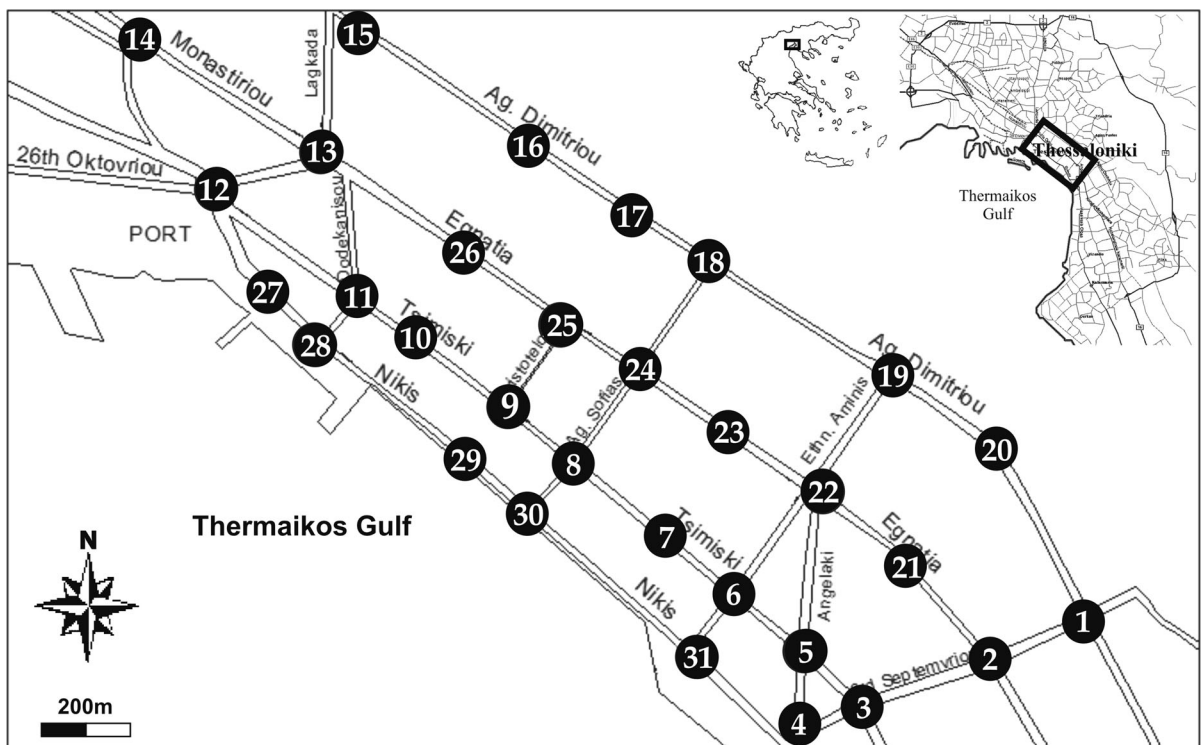 14
15
Monastiriou
Lagkada
Ag. Dimitriou
Thessaloniki
Thermaikos
Gulf
16
13
26th Oktovriou
12
17
PORT
Dodekanisou
Egnatia
26
18
27
11
Tsimiski
10
25
28
24
Ag. Dimitriou
19
Nikis
9
Ag. Sofias
Ethn. Aminis
23
20
29
8
22
30
Thermaikos Gulf
7
Tsimiski
Egnatia
21
N
Nikis
6
Angelaki
1
31
5
2
Septemvriou
200m
4
3